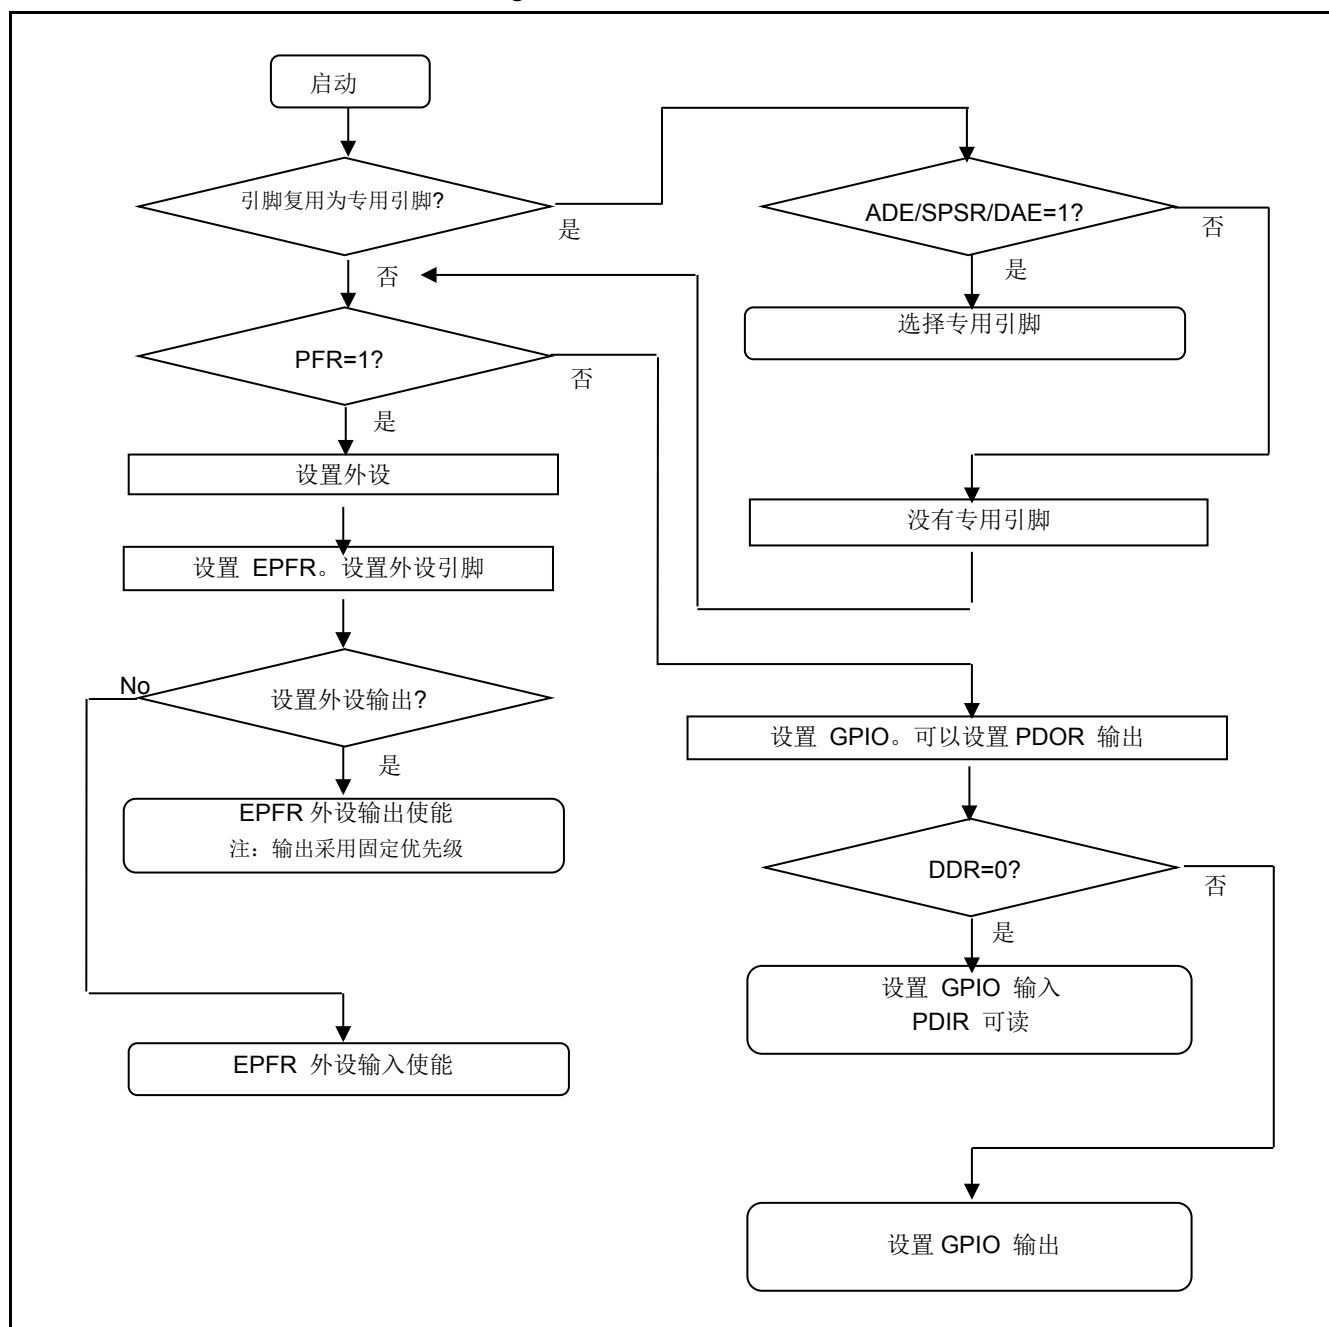 启动
引脚复用为专用引脚?
是
ADE/SPSR/DAE=1?
否
是
否
选择专用引脚
PFR=1?
否
是
设置外设
没有专用引脚
设置 EPFR。设置外设引脚
No
设置外设输出?
是
设置 GPIO。可以设置 PDOR 输出
EPFR 外设输出使能
注：输出采用固定优先级
DDR=0?
否
是
设置 GPIO 输入
PDIR 可读
EPFR 外设输入使能
设置 GPIO 输出